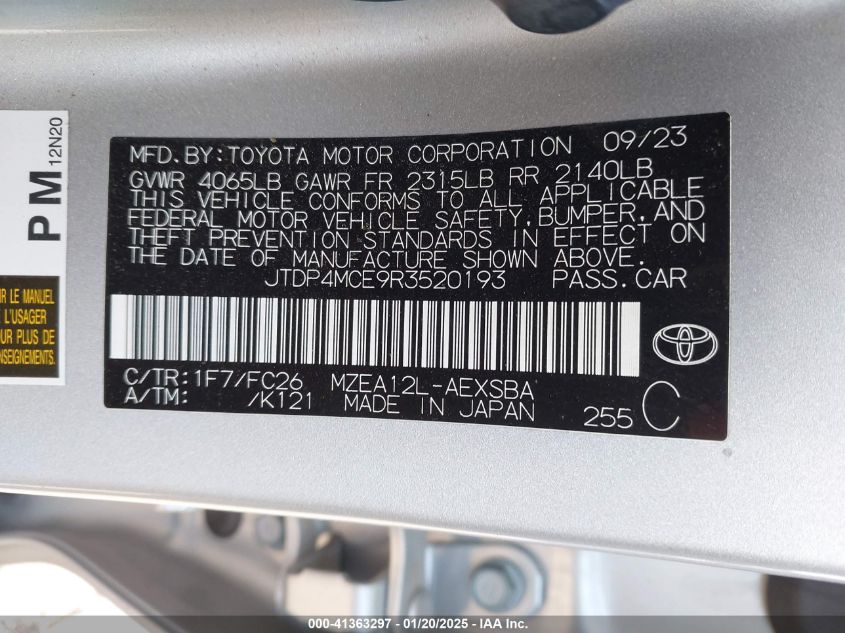 PM
12N20
R LE MANUEL
L'USAGER
UR PLUS DE
NSEIGNEMENTS.
MFD. BY: TOYOTA MOTOR CORPORATION 09/23
GVWR 4065LB GAWR FR 2315LB RR 2140LB
THIS VEHICLE CONFORMS TO ALL APPLICABLE
FEDERAL MOTOR VEHICLE SAFETY, BUMPER, AND
THEFT PREVENTION STANDARDS IN EFFECT ON
THE DATE OF MANUFACTURE SHOWN ABOVE.
JTDP4MCE9R3520193 PASS. CAR
C/TR: 1F7/FC26 MZEA12L-AEXSBA
A/TM: /K121 MADE IN JAPAN 255 C
000-41363297 - 01/20/2025 - IAA Inc.